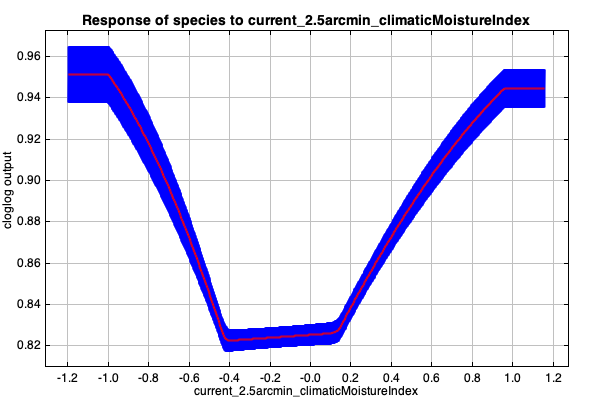 Response of species to current_2.5arcmin_climaticMoistureIndex
0.96
0.94
0.92
0.90
0.88
0.86
0.84
0.82
cloglog output
-1.2 -1.0 -0.8 -0.6 -0.4 -0.2 -0.0 0.2 0.4 0.6 0.8 1.0 1.2
current_2.5arcmin_climaticMoistureIndex